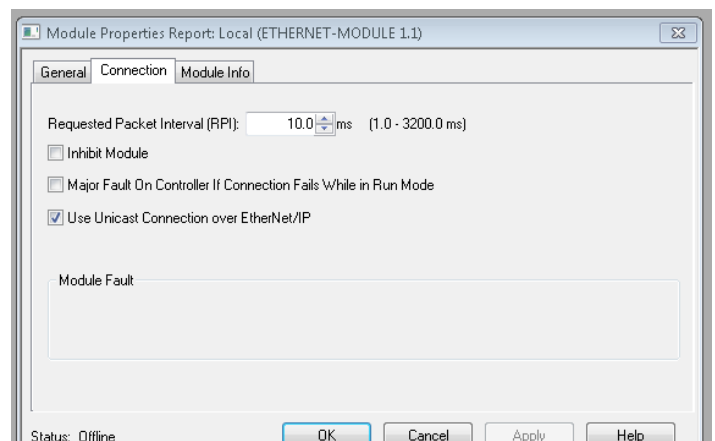 Module Properties Report: Local (ETHERNET-MODULE 1.1)
General Connection Module Info
Requested Packet Interval (RPI): 10.0 ms (1.0 - 3200.0 ms)
Inhibit Module
Major Fault On Controller If Connection Fails While in Run Mode
Use Unicast Connection over EtherNet/IP
Module Fault
Status: Offline OK Cancel Apply Help